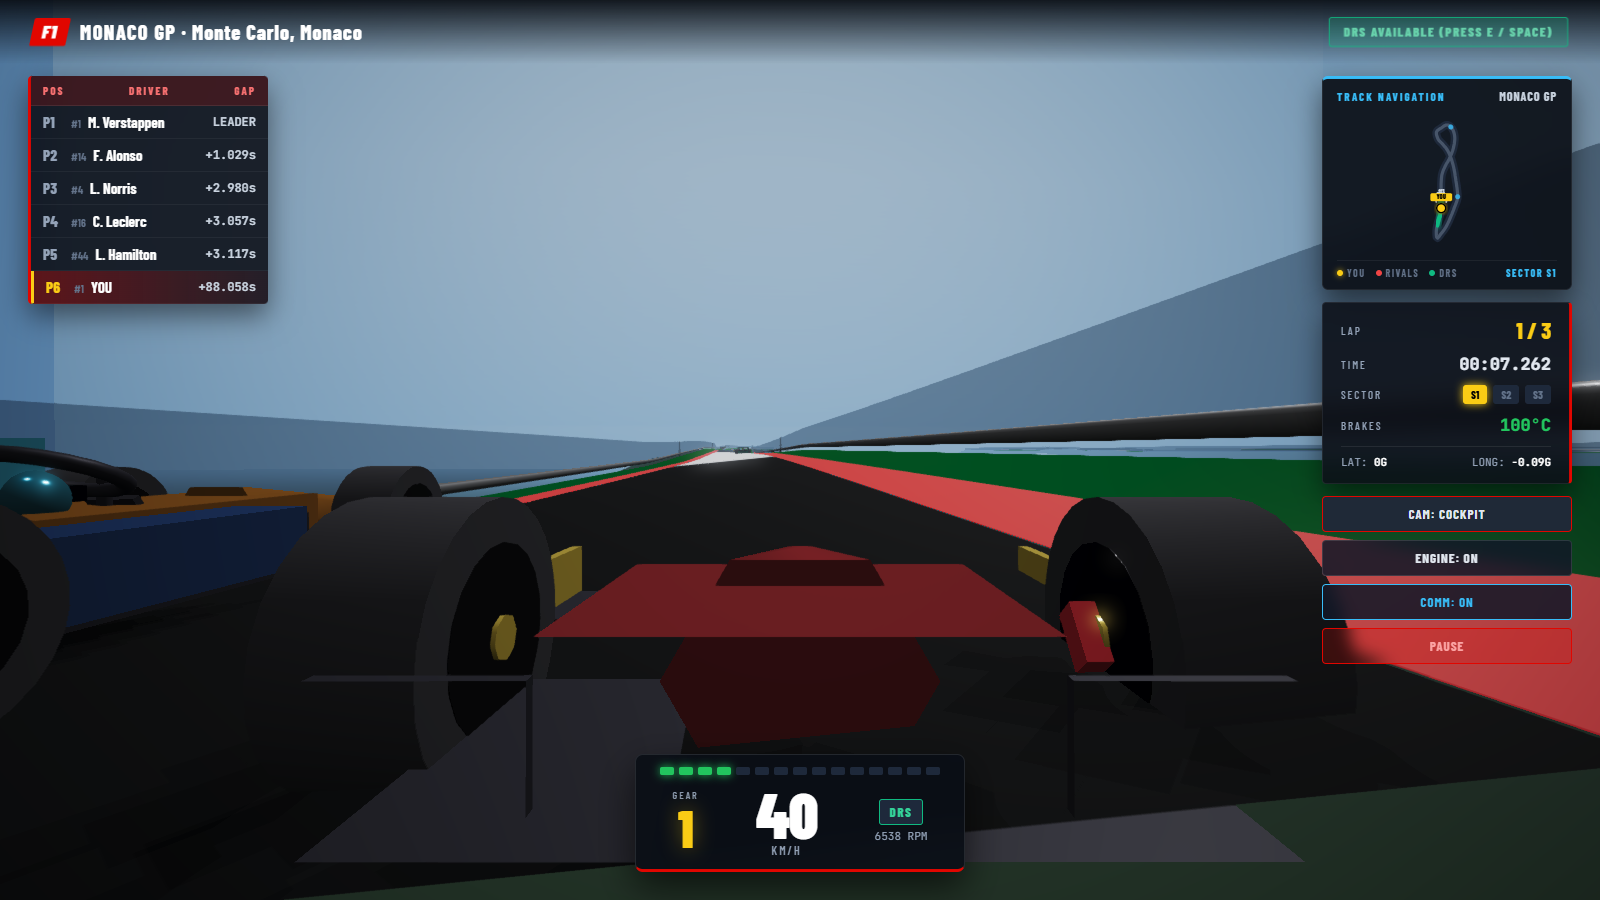 F1 MONACO GP · Monte Carlo, Monaco
DRS AVAILABLE (PRESS E / SPACE)
POS DRIVER GAP
P1 #1 M. Verstappen LEADER
P2 #14 F. Alonso +1.029s
P3 #4 L. Norris +2.980s
P4 #16 C. Leclerc +3.057s
P5 #44 L. Hamilton +3.117s
P6 #1 YOU +88.058s
TRACK NAVIGATION MONACO GP
YOU
YOU RIVALS DRS SECTOR S1
LAP 1/3
TIME 00:07.262
SECTOR S1 S2 S3
BRAKES 100°C
LAT: 0G LONG: -0.09G
CAM: COCKPIT
ENGINE: ON
COMM: ON
PAUSE
GEAR
1
40
KM/H
DRS
6538 RPM